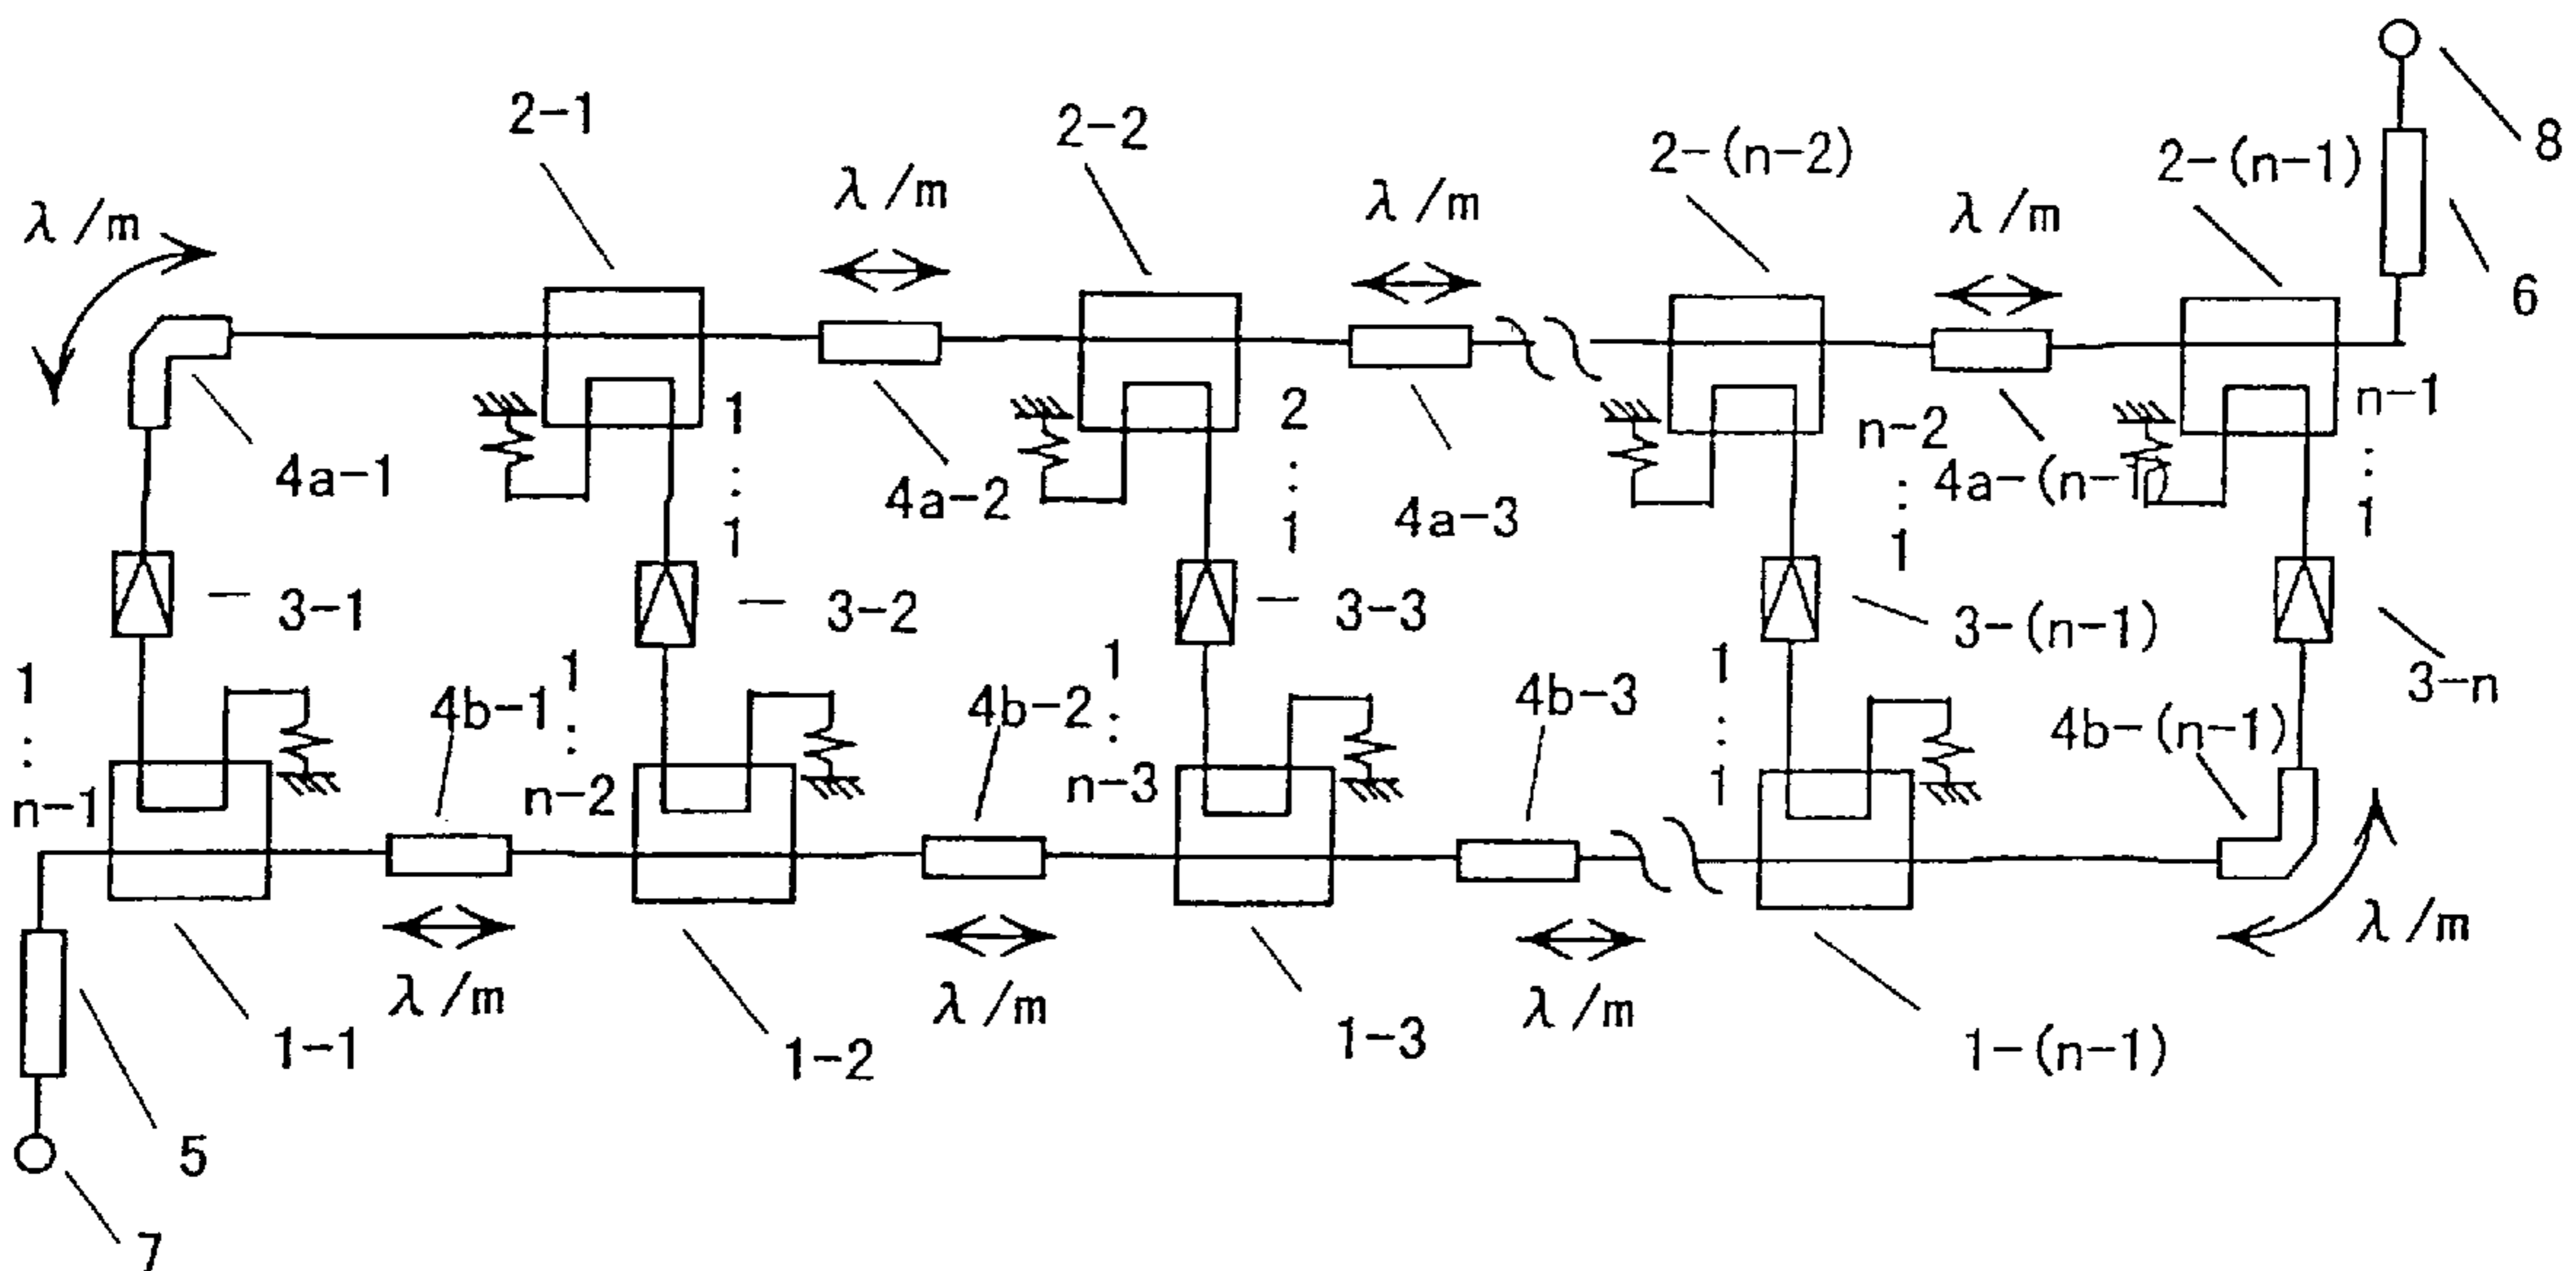 8
2-1
2-2
2-(n-2)
2-(n-1)
λ/m
λ/m
λ/m
λ/m
6
4a-1
4a-2
4a-3
4a-(n-1)
1
:
1
2
:
1
n-2
:
1
n-1
:
1
3-1
3-2
3-3
3-(n-1)
3-n
1
:
n-1
1
:
n-2
1
:
n-3
1
:
1
4b-1
4b-2
4b-3
4b-(n-1)
λ/m
λ/m
λ/m
λ/m
1-1
1-2
1-3
1-(n-1)
5
7